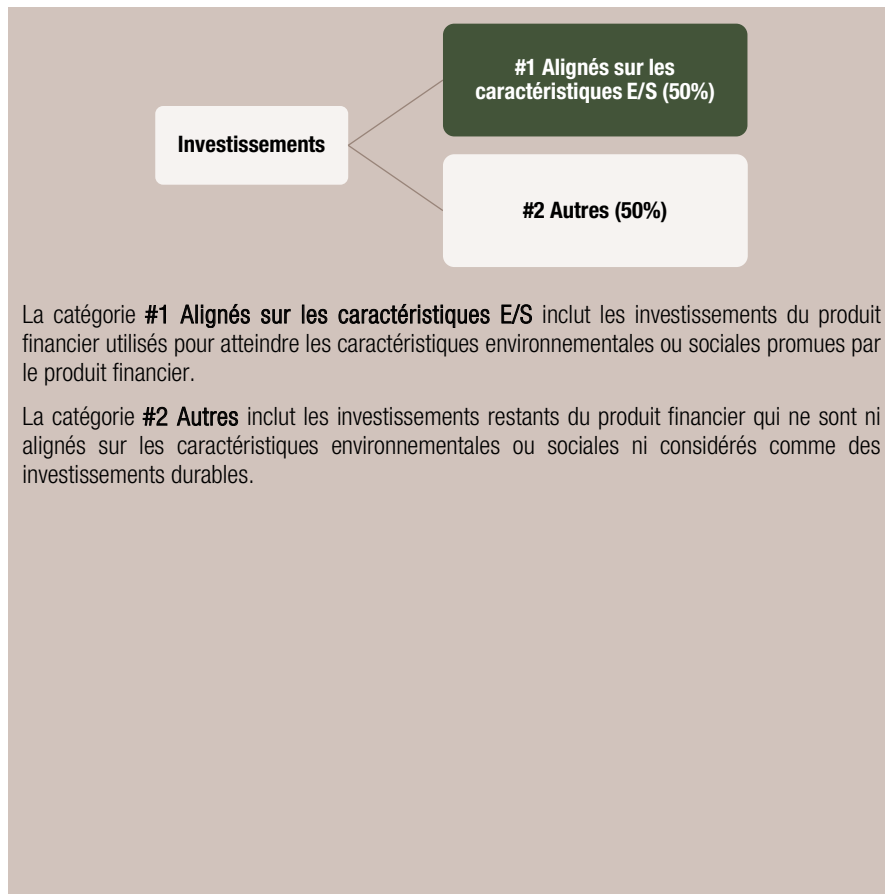 #1 Alignés sur les
caractéristiques E/S (50%)
Investissements
#2 Autres (50%)
La catégorie #1 Alignés sur les caractéristiques E/S inclut les investissements du produit
financier utilisés pour atteindre les caractéristiques environnementales ou sociales promues par
le produit financier.
La catégorie #2 Autres inclut les investissements restants du produit financier qui ne sont ni
alignés sur les caractéristiques environnementales ou sociales ni considérés comme des
investissements durables.